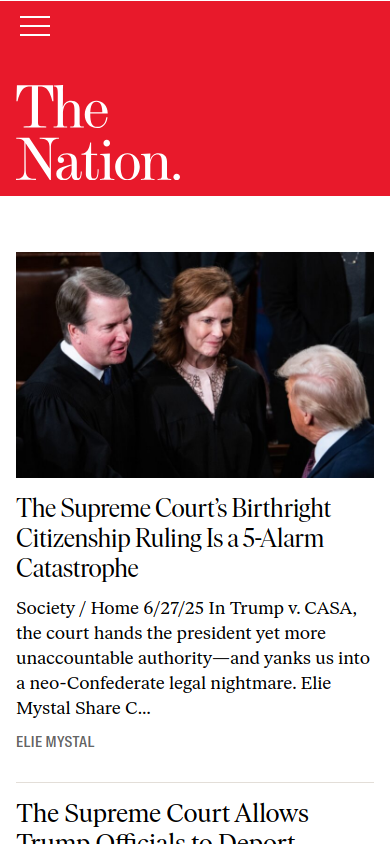 The
Nation.
The Supreme Court’s Birthright
Citizenship Ruling Is a 5-Alarm
Catastrophe
Society / Home 6/27/25 In Trump v. CASA,
the court hands the president yet more
unaccountable authority—and yanks us into
a neo-Confederate legal nightmare. Elie
Mystal Share C...
ELIE MYSTAL
The Supreme Court Allows
Trump Officials to Deport